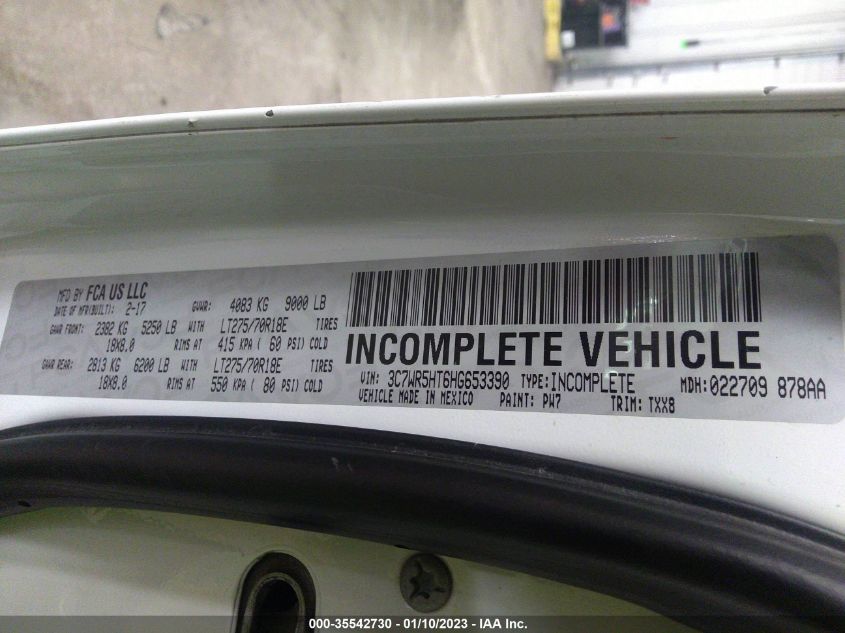 MFD BY FCA US LLC
DATE OF MFR(BUILT): 2-17 GVWR: 4083 KG 9000 LB
GAWR FRONT: 2382 KG 5250 LB WITH LT275/70R18E TIRES
18X8.0 RIMS AT 415 KPA ( 60 PSI) COLD
GAWR REAR: 2813 KG 6200 LB WITH LT275/70R18E TIRES
18X8.0 RIMS AT 550 KPA ( 80 PSI) COLD
INCOMPLETE VEHICLE
VIN: 3C7WR5HT6HG653390 TYPE: INCOMPLETE MDH: 022709 878AA
VEHICLE MADE IN MEXICO PAINT: PW7 TRIM: TXX8
000-35542730 - 01/10/2023 - IAA Inc.